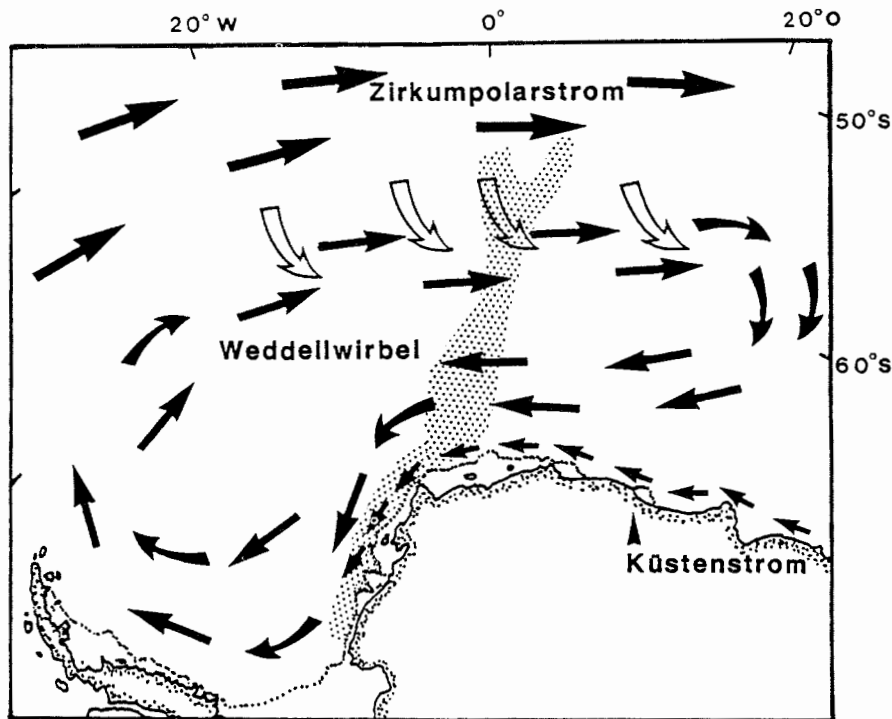 20° W 0° 20° O
Zirkumpolarstrom
50° S
Weddellwirbel
60° S
Küstenstrom